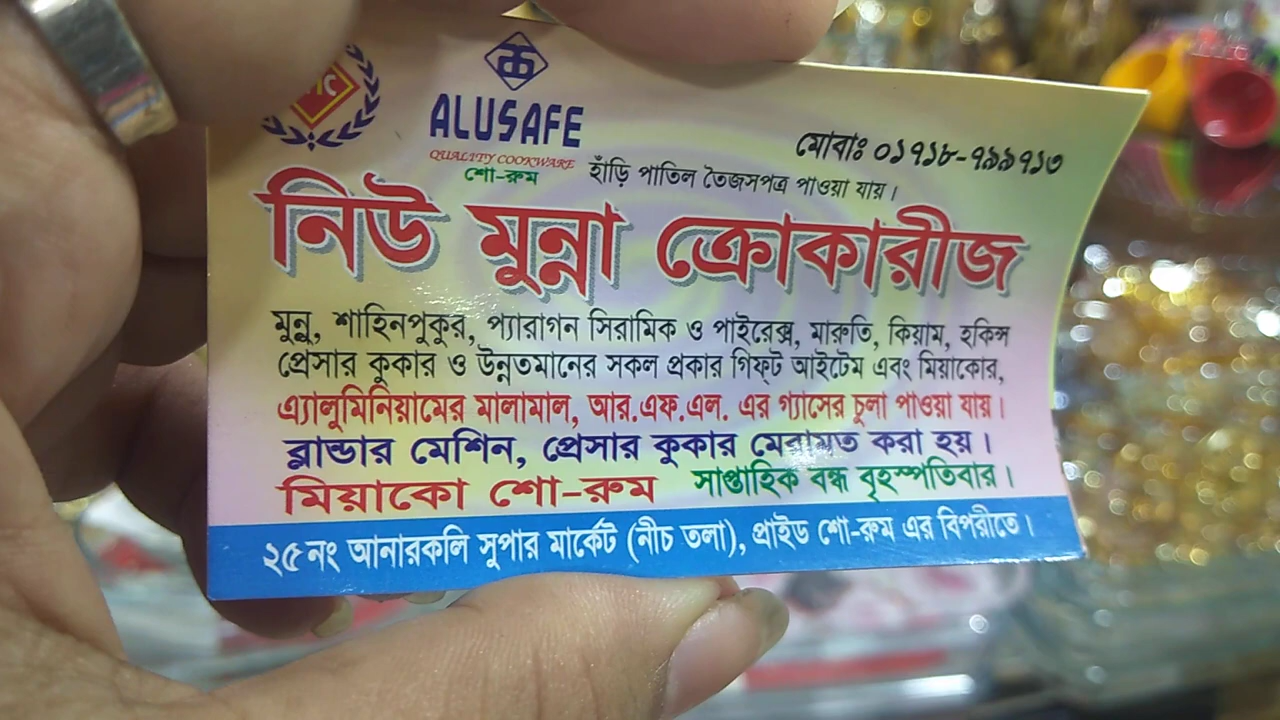 ALUSAFE
QUALITY COOKWARE
শো-রুম
মোবাঃ ০১৭১৮-৭৯৯৭১৩
হাঁড়ি পাতিল তৈজসপত্র পাওয়া যায়।
নিউ মুন্না ক্রোকারীজ
মুন্নু, শাহিনপুকুর, প্যারাগন সিরামিক ও পাইরেক্স, মারুতি, কিয়াম, হকিন্স
প্রেসার কুকার ও উন্নতমানের সকল প্রকার গিফ্‌ট আইটেম এবং মিয়াকোর,
এ্যালুমিনিয়ামের মালামাল, আর.এফ.এল. এর গ্যাসের চুলা পাওয়া যায়।
ব্লান্ডার মেশিন, প্রেসার কুকার মেরামত করা হয়।
মিয়াকো শো-রুম সাপ্তাহিক বন্ধ বৃহস্পতিবার।
২৫নং আনারকলি সুপার মার্কেট (নীচ তলা), প্রাইড শো-রুম এর বিপরীতে।